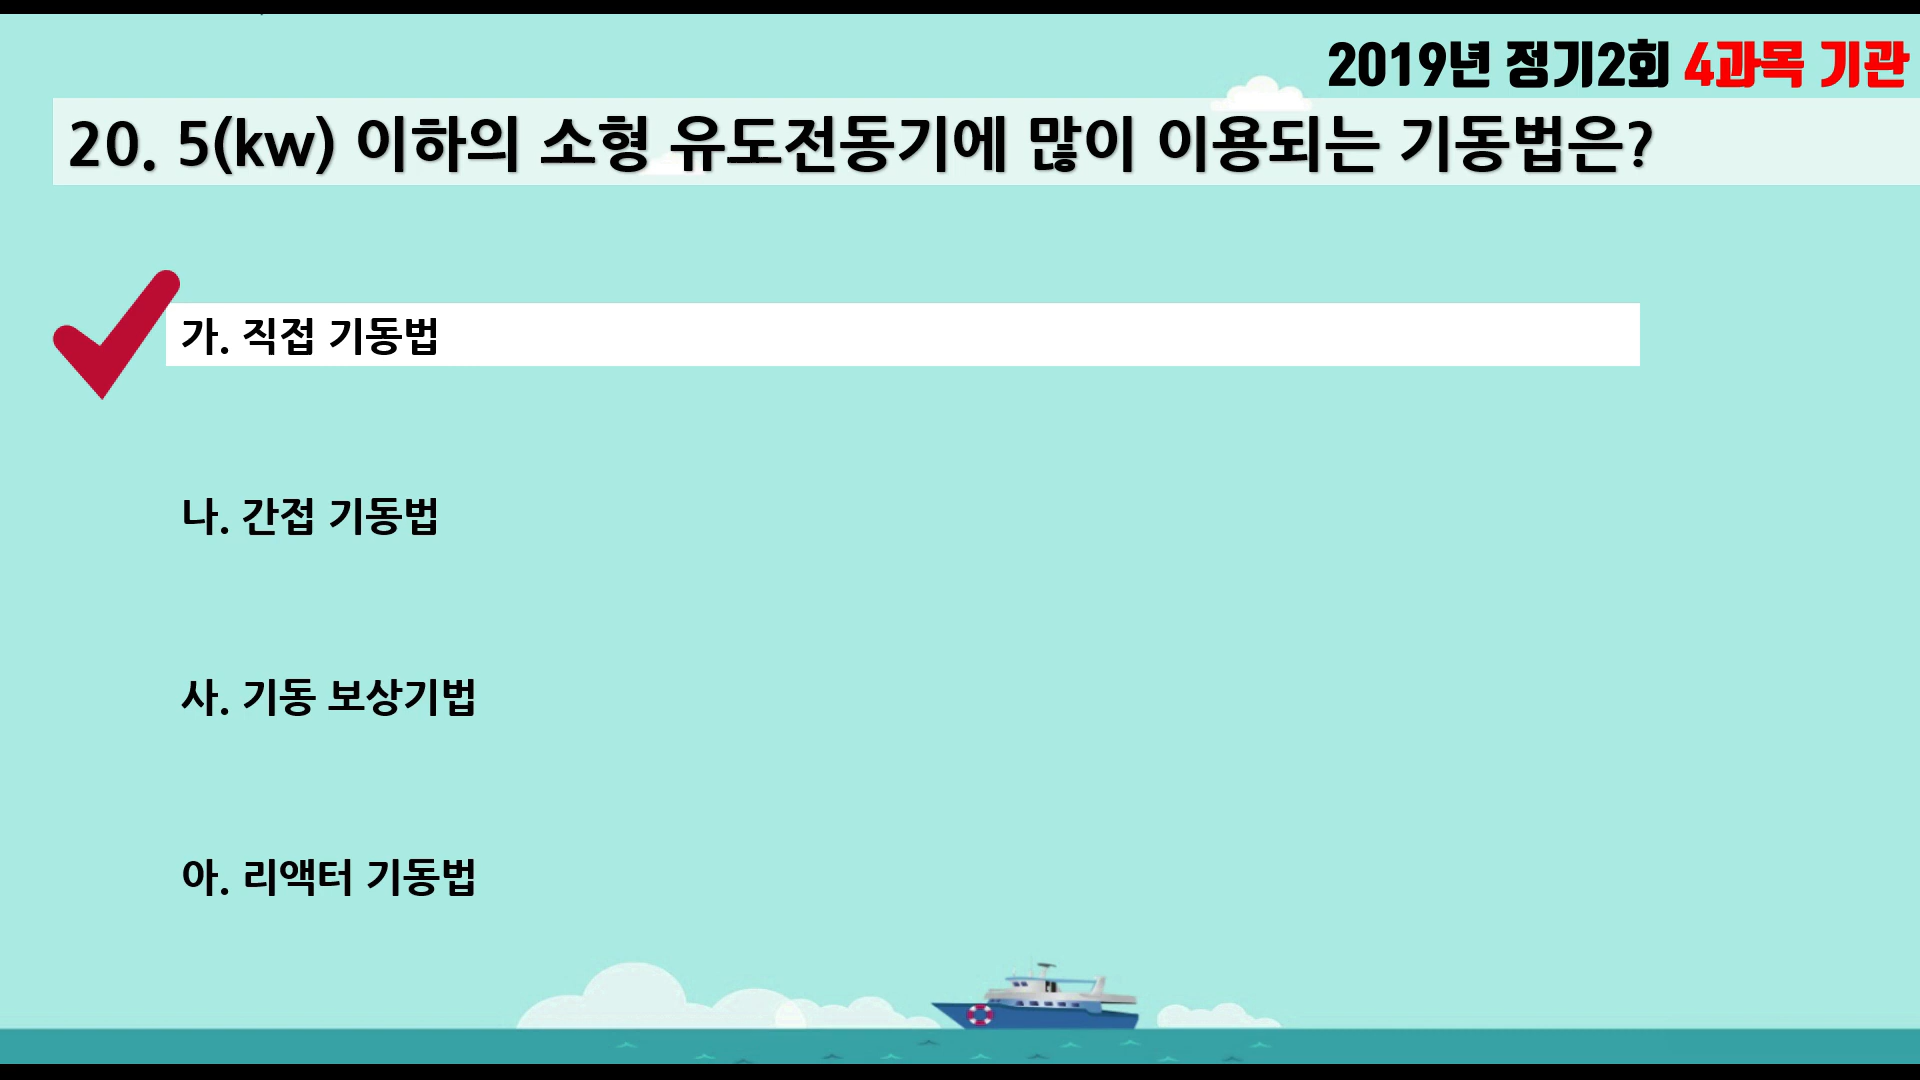 2019년 정기2회 4과목 기관
20. 5(kw) 이하의 소형 유도전동기에 많이 이용되는 기동법은?
가. 직접 기동법
나. 간접 기동법
사. 기동 보상기법
아. 리액터 기동법